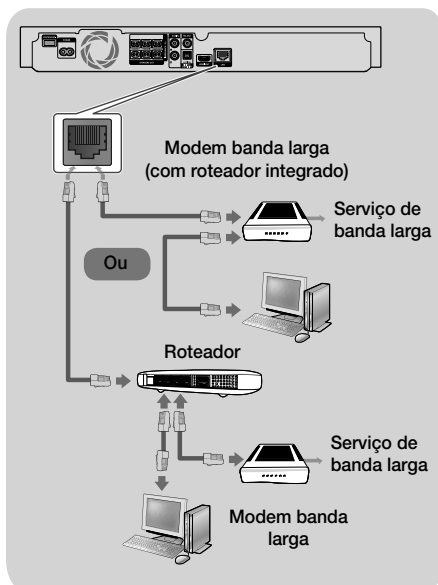 Modem banda larga
(com roteador integrado)
Serviço de
banda larga
Ou
Roteador
Serviço de
banda larga
Modem banda
larga